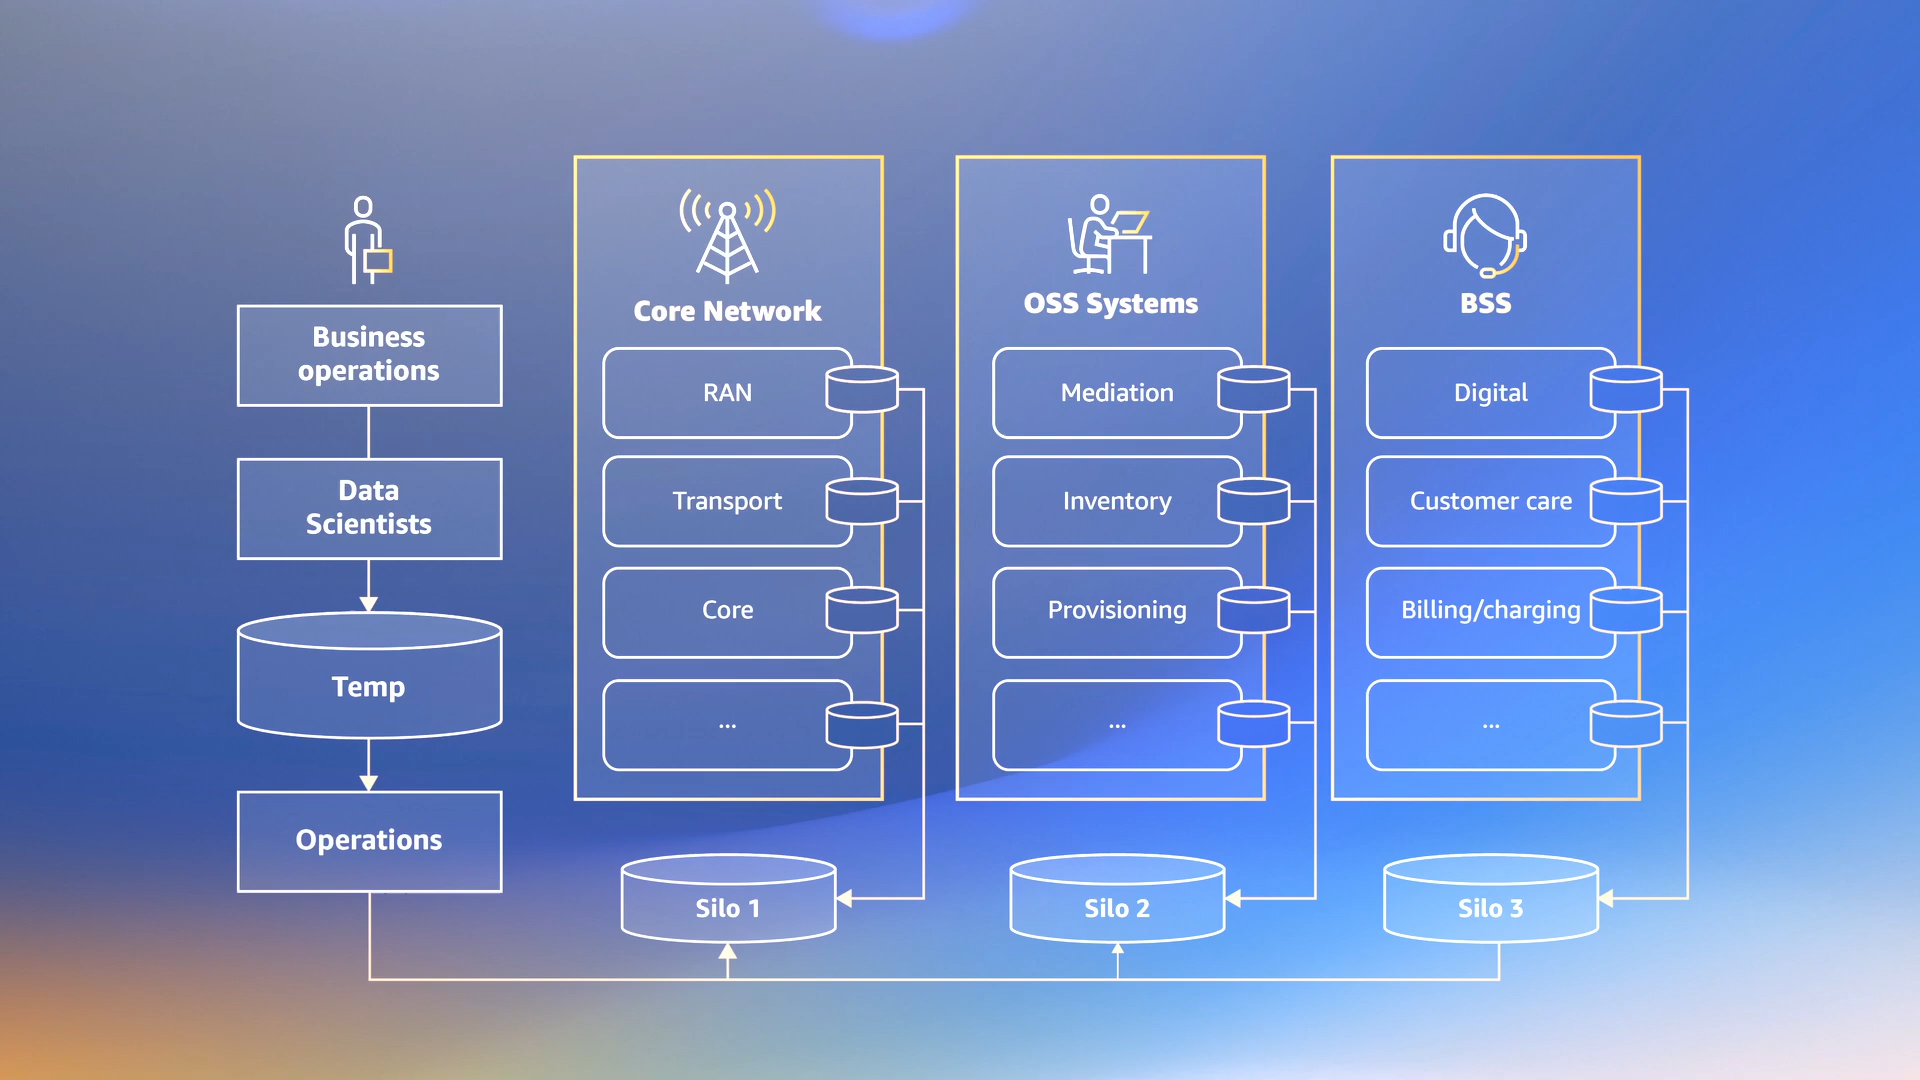 Business
operations
Data
Scientists
Temp
Operations
Core Network
RAN
Transport
Core
...
Silo 1
OSS Systems
Mediation
Inventory
Provisioning
...
Silo 2
BSS
Digital
Customer care
Billing/charging
...
Silo 3